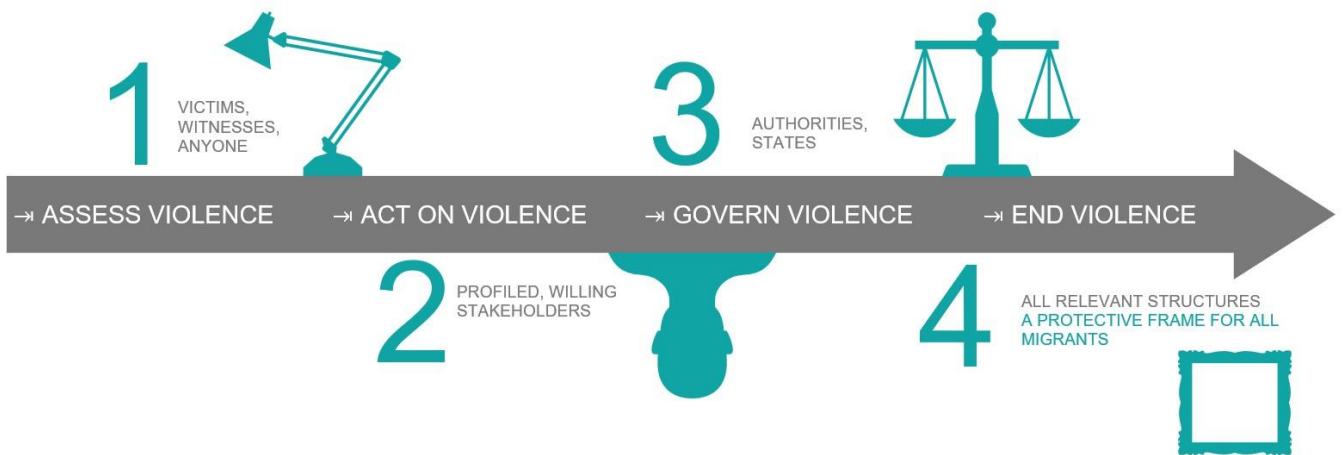 1
VICTIMS,
WITNESSES,
ANYONE
3
AUTHORITIES,
STATES
⇥ ASSESS VIOLENCE ⇥ ACT ON VIOLENCE ⇥ GOVERN VIOLENCE ⇥ END VIOLENCE
2
PROFILED, WILLING
STAKEHOLDERS
4
ALL RELEVANT STRUCTURES
A PROTECTIVE FRAME FOR ALL
MIGRANTS